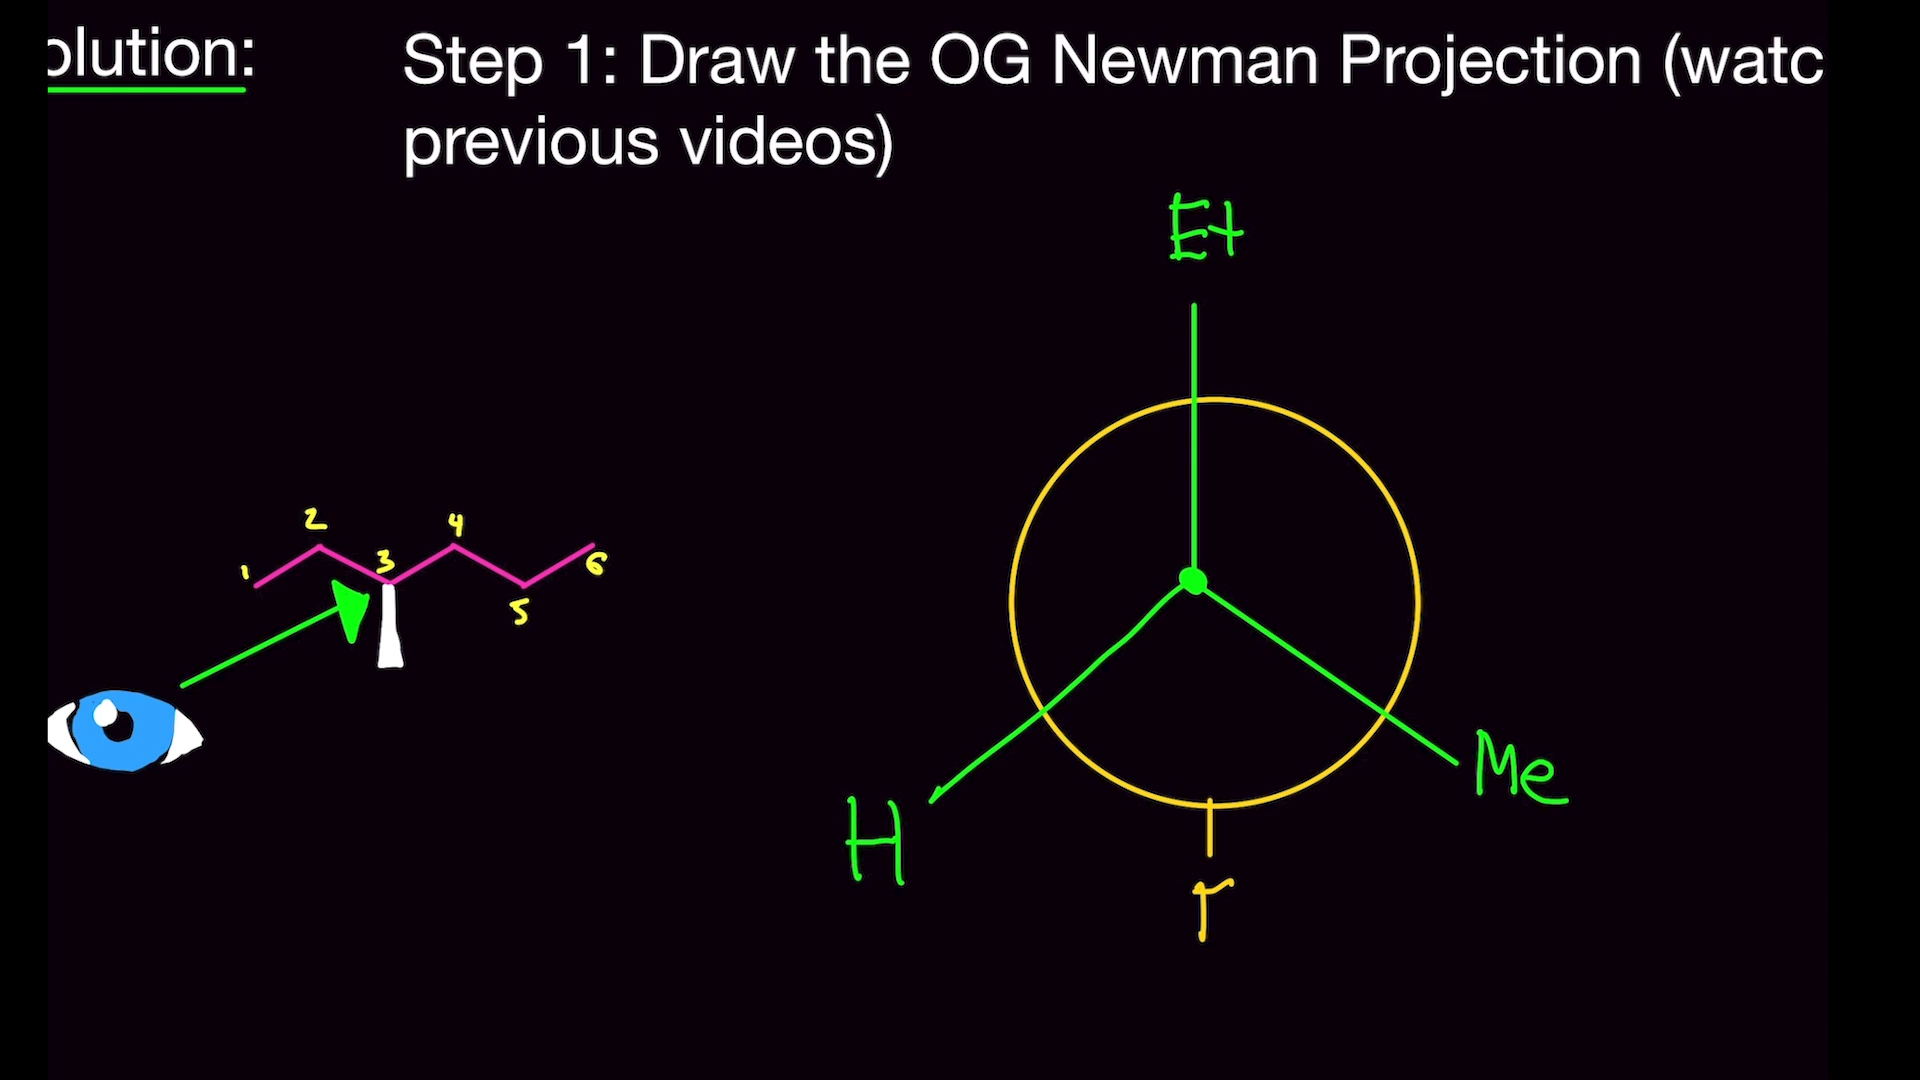 olution:
Step 1: Draw the OG Newman Projection (watc
previous videos)
Et
2
4
3
1
6
5
Me
H
r